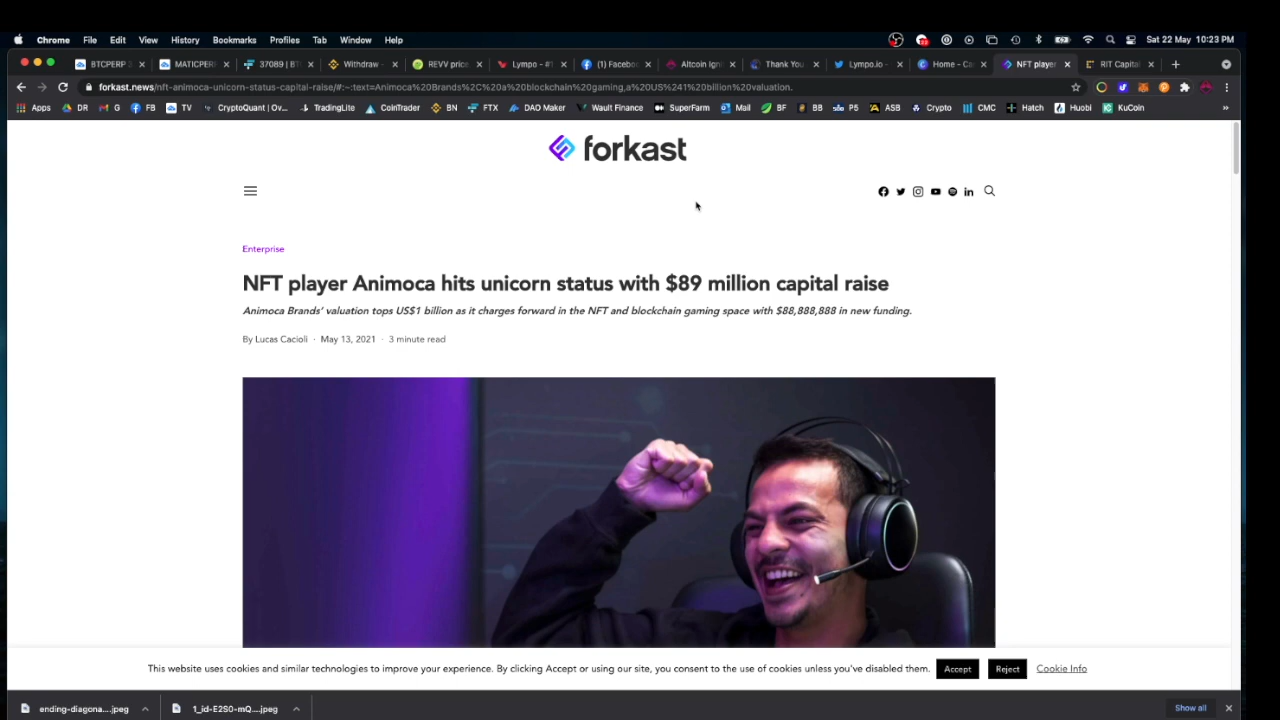 Chrome File Edit View History Bookmarks Profiles Tab Window Help Sat 22 May 10:23 PM
BTCPERP MATICPER 37089 | BT Withdraw - REVV price Lympo - #1 (1) Faceboo Altcoin Igni Thank You Lympo.io - Home - Ca NFT player RIT Capital
forkast.news/nft-animoca-unicorn-status-capital-raise/#:~:text=Animoca%20Brands%2C%20a%20blockchain%20gaming,a%20US%241%20billion%20valuation.
Apps DR G FB TV CryptoQuant | Ov... TradingLite CoinTrader BN FTX DAO Maker Wault Finance SuperFarm Mail BF BB P5 ASB Crypto CMC Hatch Huobi KuCoin »
forkast
Enterprise
NFT player Animoca hits unicorn status with $89 million capital raise
Animoca Brands' valuation tops US$1 billion as it charges forward in the NFT and blockchain gaming space with $88,888,888 in new funding.
By Lucas Cacioli · May 13, 2021 · 3 minute read
This website uses cookies and similar technologies to improve your experience. By clicking Accept or using our site, you consent to the use of cookies unless you've disabled them. Accept Reject Cookie Info
ending-diagona....jpeg 1_id-E2S0-mQ....jpeg Show all